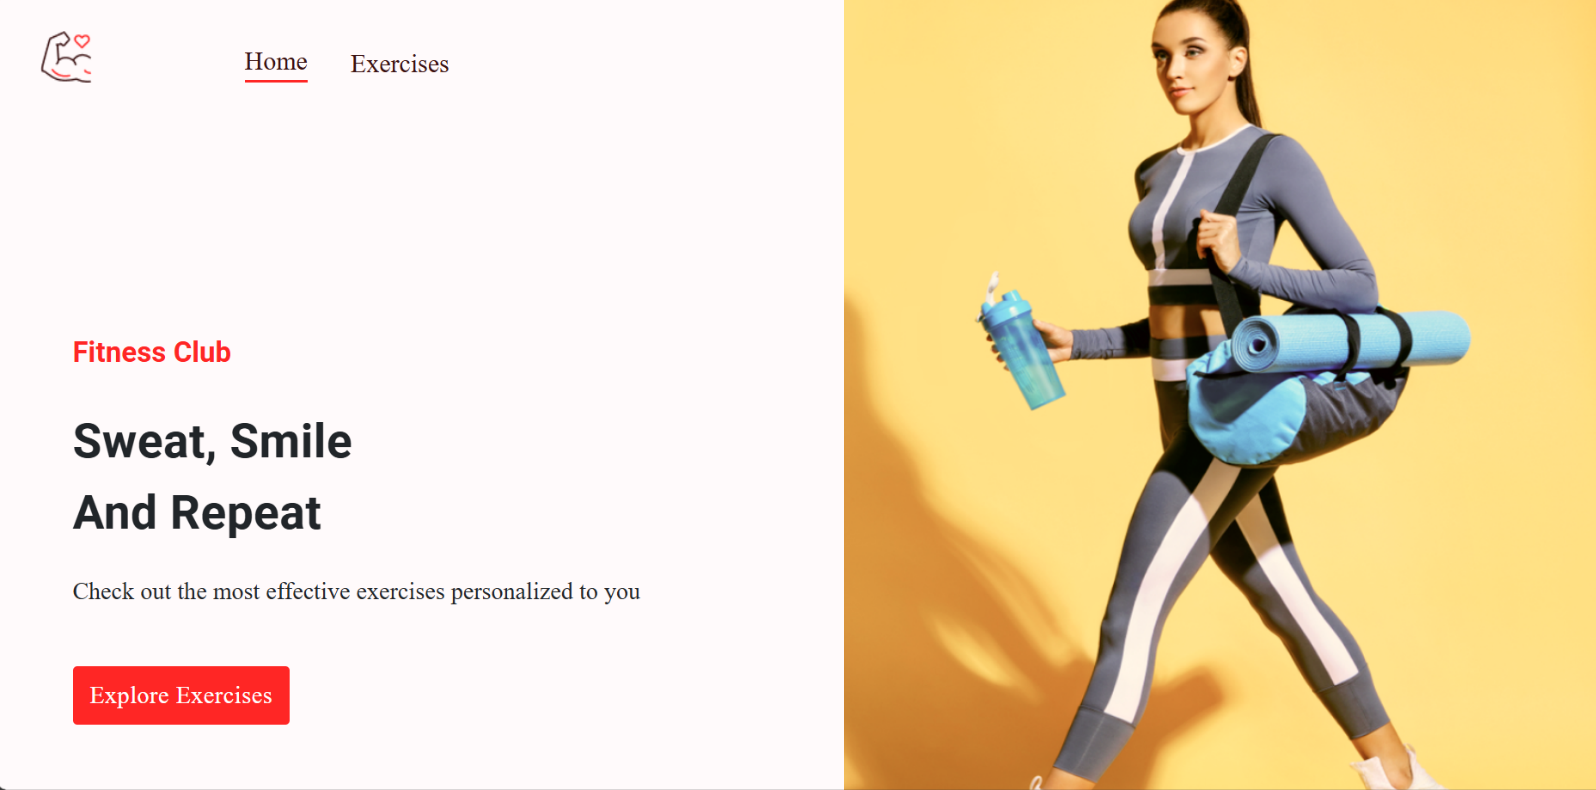 Home
Exercises
Fitness Club
Sweat, Smile
And Repeat
Check out the most effective exercises personalized to you
Explore Exercises